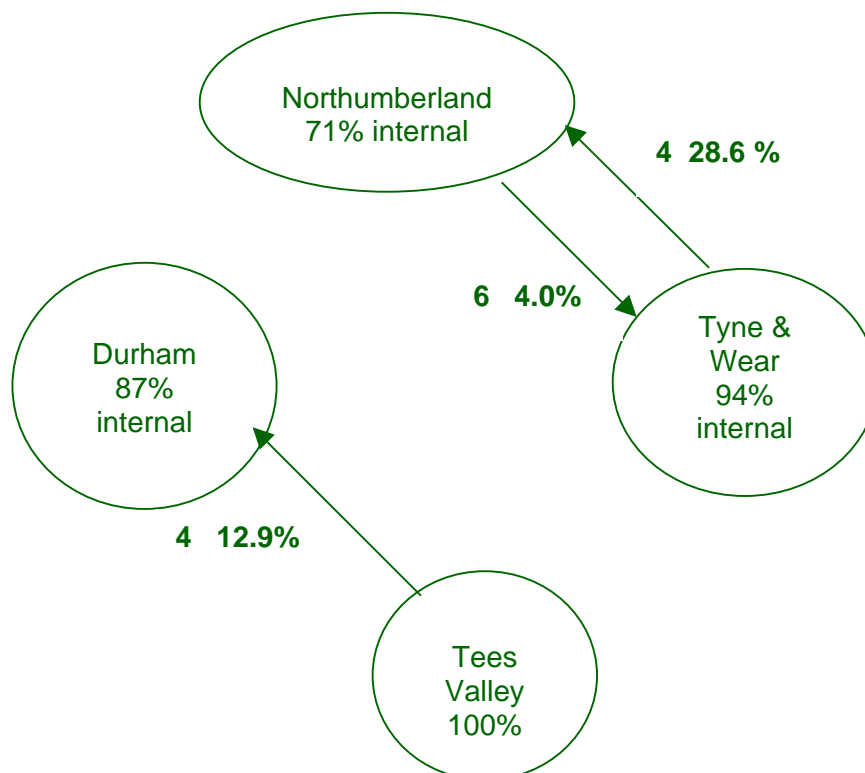 Northumberland
71% internal
4 28.6 %
6 4.0%
Tyne &
Wear
94%
internal
Durham
87%
internal
4 12.9%
Tees
Valley
100%